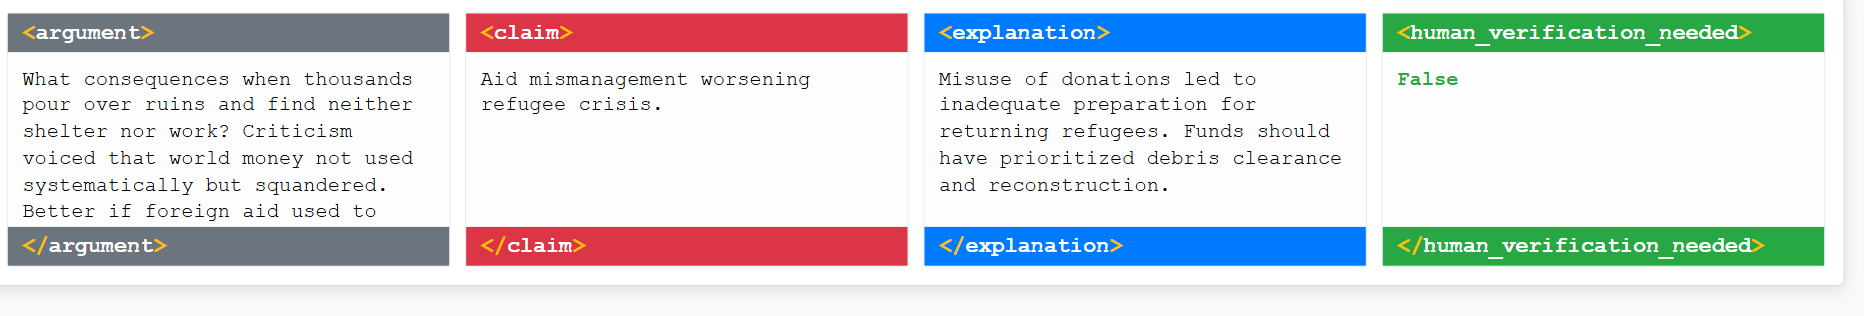 <argument>
What consequences when thousands
pour over ruins and find neither
shelter nor work? Criticism
voiced that world money not used
systematically but squandered.
Better if foreign aid used to
</argument>
<claim>
Aid mismanagement worsening
refugee crisis.
</claim>
<explanation>
Misuse of donations led to
inadequate preparation for
returning refugees. Funds should
have prioritized debris clearance
and reconstruction.
</explanation>
<human_verification_needed>
False
</human_verification_needed>